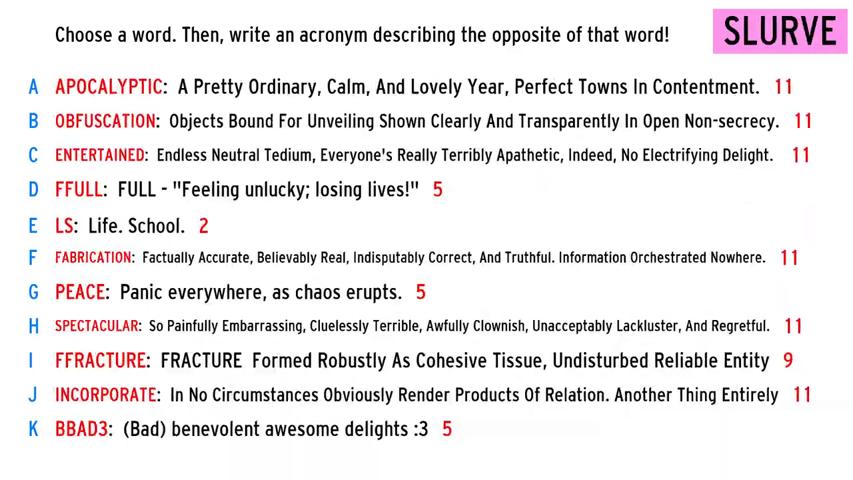 Choose a word. Then, write an acronym describing the opposite of that word!
SLURVE
A APOCALYPTIC: A Pretty Ordinary, Calm, And Lovely Year, Perfect Towns In Contentment. 11
B OBFUSCATION: Objects Bound For Unveiling Shown Clearly And Transparently In Open Non-secrecy. 11
C ENTERTAINED: Endless Neutral Tedium, Everyone's Really Terribly Apathetic, Indeed, No Electrifying Delight. 11
D FFULL: FULL - "Feeling unlucky; losing lives!" 5
E LS: Life. School. 2
F FABRICATION: Factually Accurate, Believably Real, Indisputably Correct, And Truthful. Information Orchestrated Nowhere. 11
G PEACE: Panic everywhere, as chaos erupts. 5
H SPECTACULAR: So Painfully Embarrassing, Cluelessly Terrible, Awfully Clownish, Unacceptably Lackluster, And Regretful. 11
I FFRACTURE: FRACTURE Formed Robustly As Cohesive Tissue, Undisturbed Reliable Entity 9
J INCORPORATE: In No Circumstances Obviously Render Products Of Relation. Another Thing Entirely 11
K BBAD3: (Bad) benevolent awesome delights :3 5